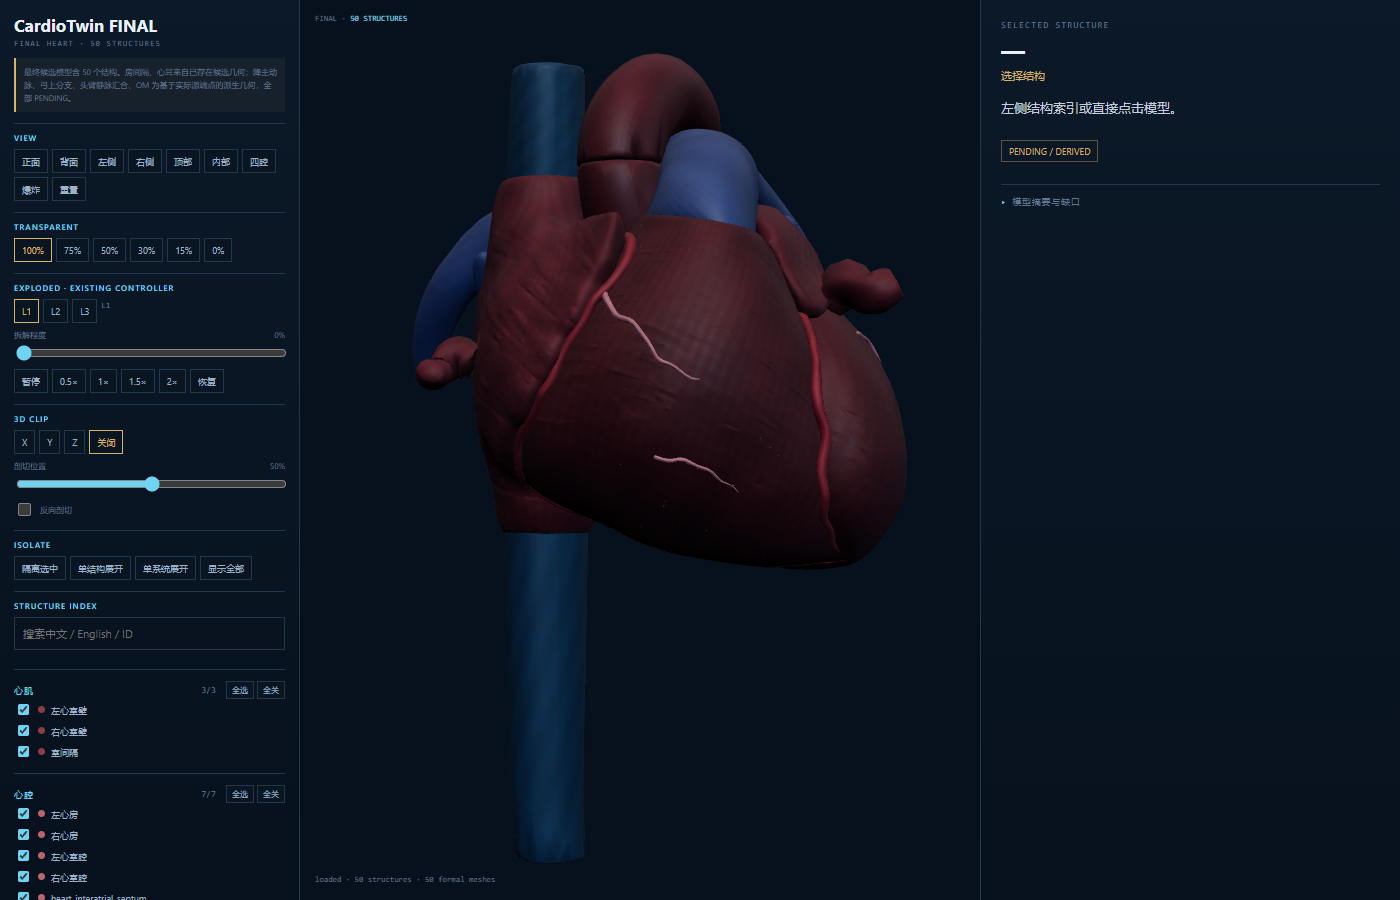 CardioTwin FINAL
FINAL HEART · 50 STRUCTURES
最终候选模型含 50 个结构。房间隔、心耳来自已存在候选几何；降主动
脉、弓上分支、头臂静脉汇合、OM 为基于实际源端点的派生几何，全
部 PENDING。
VIEW
正面 背面 左侧 右侧 顶部 内部 四腔
爆炸 重置
TRANSPARENT
100% 75% 50% 30% 15% 0%
EXPLODED · EXISTING CONTROLLER
L1 L2 L3 L1
拆解程度 0%
暂停 0.5× 1× 1.5× 2× 恢复
3D CLIP
X Y Z 关闭
剖切位置 50%
反向剖切
ISOLATE
隔离选中 单结构展开 单系统展开 显示全部
STRUCTURE INDEX
搜索中文 / English / ID
心肌 3/3 全选 全关
左心室壁
右心室壁
室间隔
心腔 7/7 全选 全关
左心房
右心房
左心室腔
右心室腔
heart_interatrial_septum
FINAL · 50 STRUCTURES
loaded · 50 structures · 50 formal meshes
SELECTED STRUCTURE
选择结构
左侧结构索引或直接点击模型。
PENDING / DERIVED
模型摘要与缺口